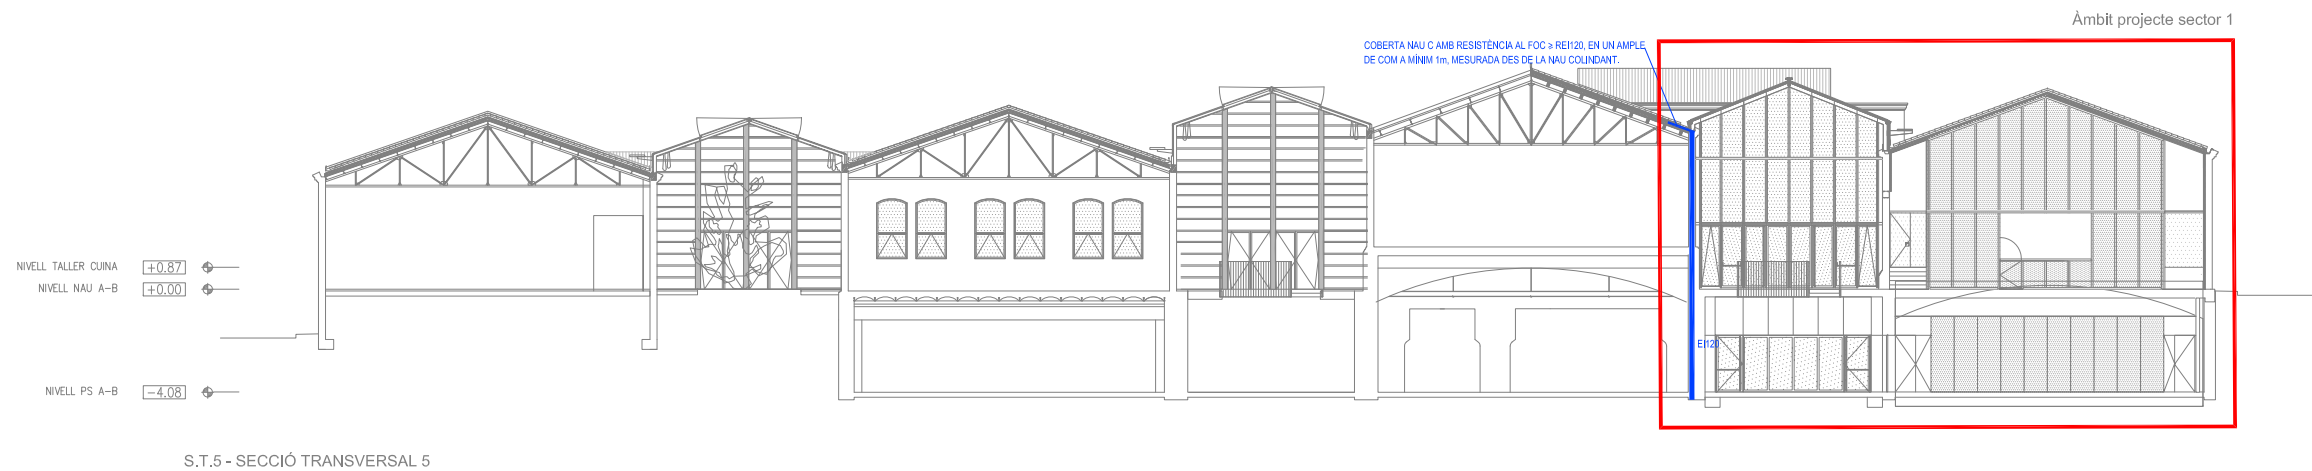 Àmbit projecte sector 1
COBERTA NAU C AMB RESISTÈNCIA AL FOC ≥ REI120, EN UN AMPLE
DE COM A MÍNIM 1m, MESURADA DES DE LA NAU COLINDANT.
NIVELL TALLER CUINA +0.87
NIVELL NAU A-B +0.00
EI120
NIVELL PS A-B -4.08
S.T.5 - SECCIÓ TRANSVERSAL 5